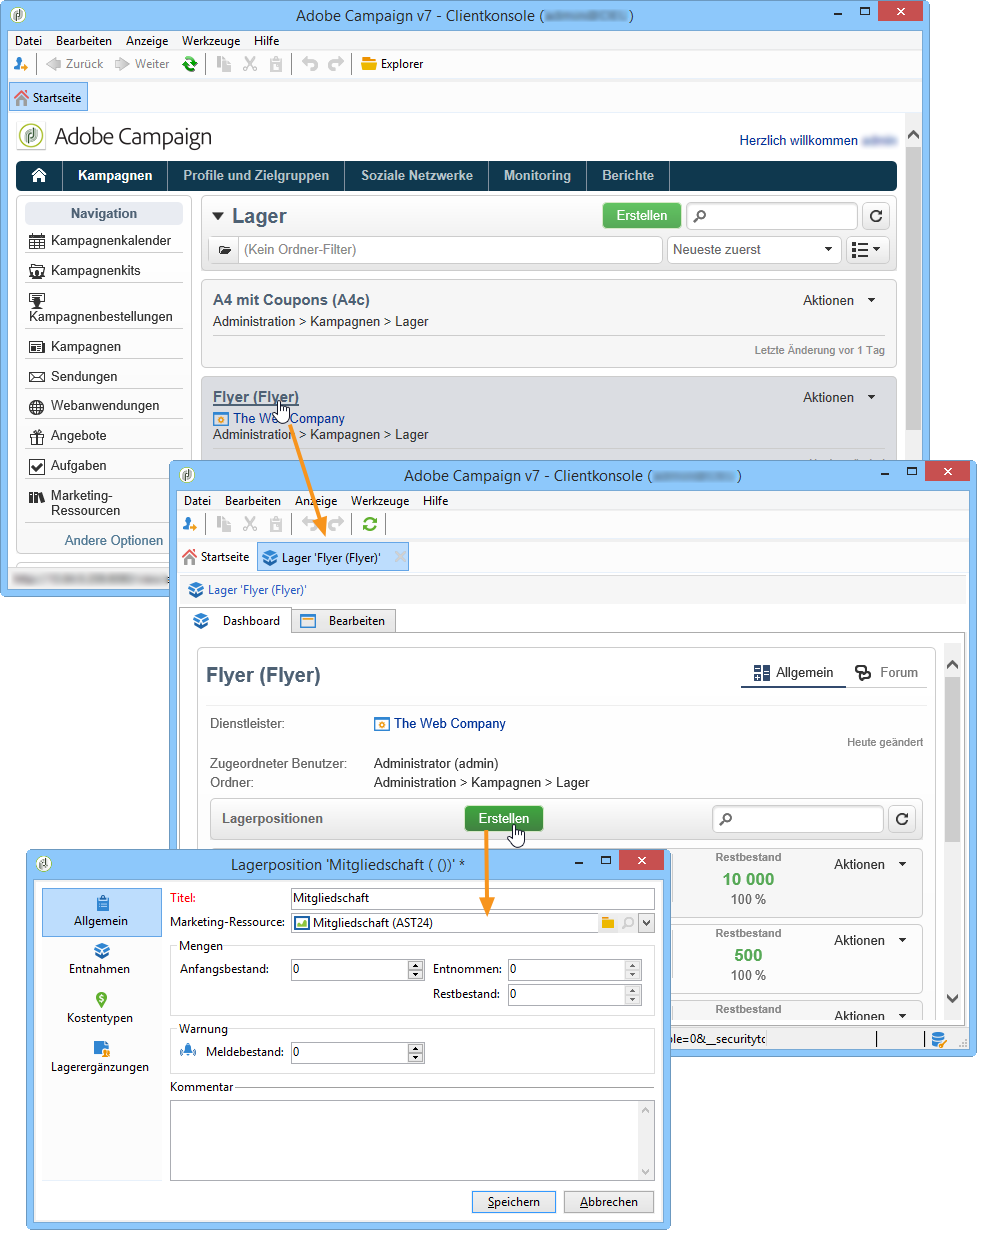 Adobe Campaign v7 - Clientkonsole ( )
Datei Bearbeiten Anzeige Werkzeuge Hilfe
Zurück Weiter Explorer
Startseite
Adobe Campaign
Herzlich willkommen
Kampagnen Profile und Zielgruppen Soziale Netzwerke Monitoring Berichte
Navigation
Kampagnenkalender
Kampagnenkits
Kampagnenbestellungen
Kampagnen
Sendungen
Webanwendungen
Angebote
Aufgaben
Marketing-
Ressourcen
Andere Optionen
Lager Erstellen
(Kein Ordner-Filter) Neueste zuerst
A4 mit Coupons (A4c) Aktionen
Administration > Kampagnen > Lager
Letzte Änderung vor 1 Tag
Flyer (Flyer) Aktionen
The Web Company
Administration > Kampagnen > Lager
Adobe Campaign v7 - Clientkonsole ( )
Datei Bearbeiten Anzeige Werkzeuge Hilfe
Startseite Lager 'Flyer (Flyer)'
Lager 'Flyer (Flyer)'
Dashboard Bearbeiten
Flyer (Flyer) Allgemein Forum
Dienstleister: The Web Company
Heute geändert
Zugeordneter Benutzer: Administrator (admin)
Ordner: Administration > Kampagnen > Lager
Lagerpositionen Erstellen
Restbestand Aktionen
10 000
100 %
Restbestand Aktionen
500
100 %
Restbestand Aktionen
ole=0&__securityto
Lagerposition 'Mitgliedschaft ( ())' *
Allgemein
Entnahmen
Kostentypen
Lagerergänzungen
Titel: Mitgliedschaft
Marketing-Ressource: Mitgliedschaft (AST24)
Mengen
Anfangsbestand: 0 Entnommen: 0
Restbestand: 0
Warnung
Meldebestand: 0
Kommentar
Speichern Abbrechen